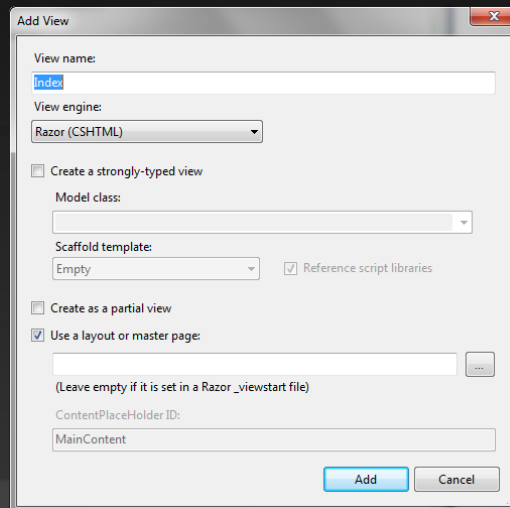 Add View
View name:
Index
View engine:
Razor (CSHTML)
Create a strongly-typed view
Model class:
Scaffold template:
Empty
Reference script libraries
Create as a partial view
Use a layout or master page:
...
(Leave empty if it is set in a Razor _viewstart file)
ContentPlaceHolder ID:
MainContent
Add Cancel